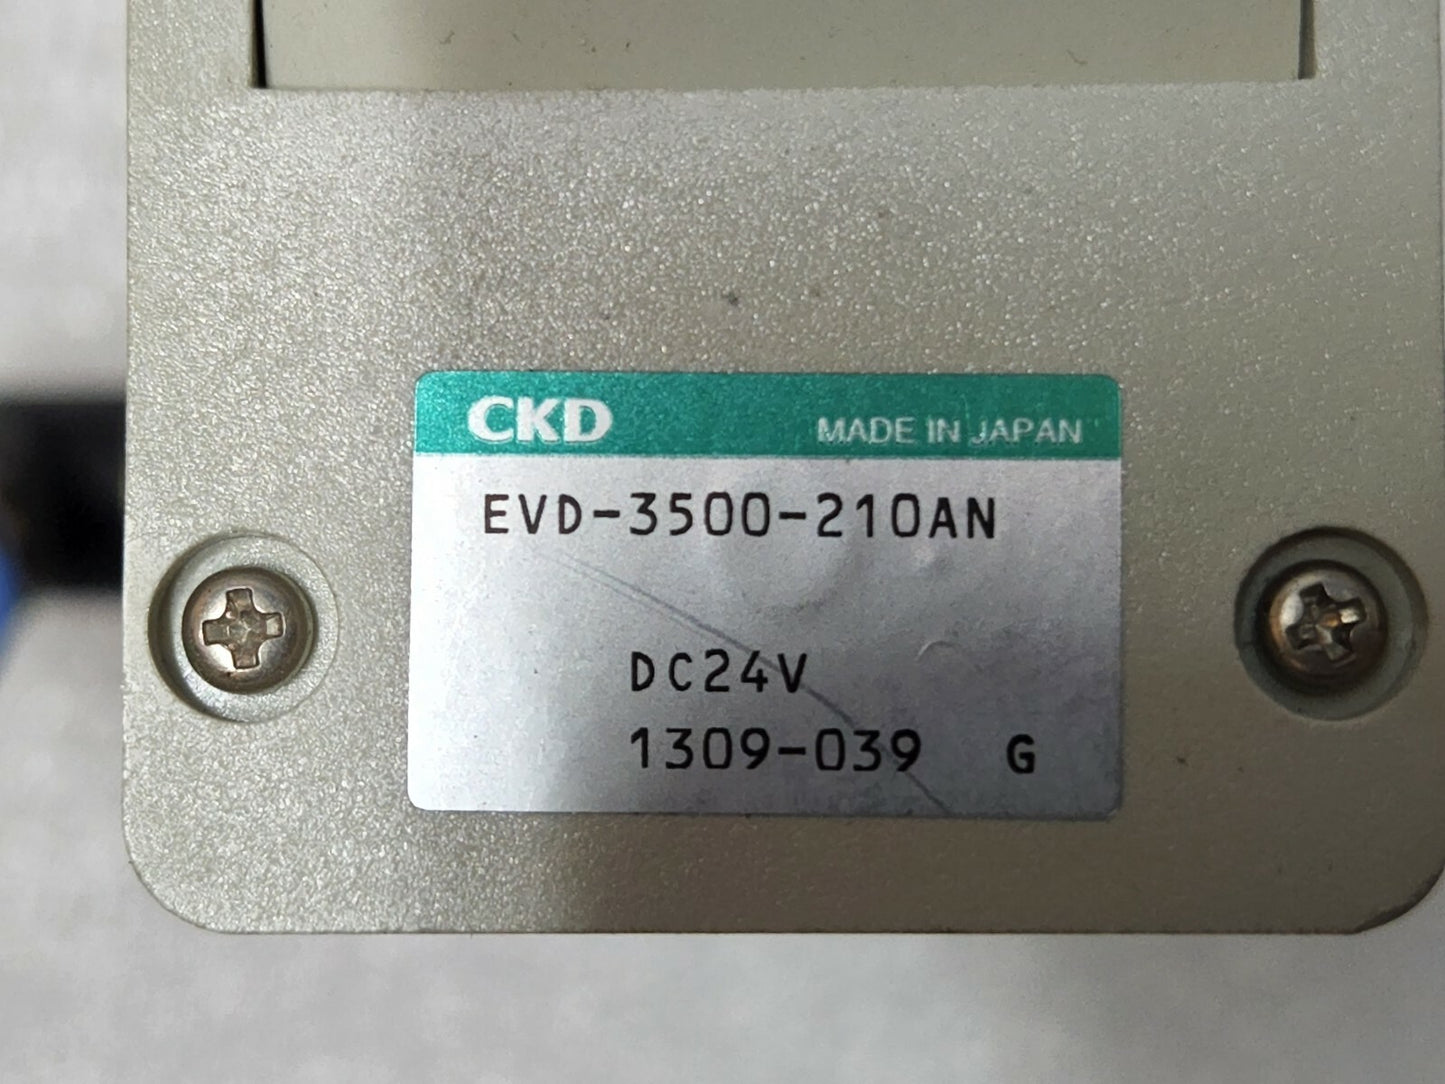 CKD MADE IN JAPAN
EVD-3500-210AN
DC24V
1309-039 G